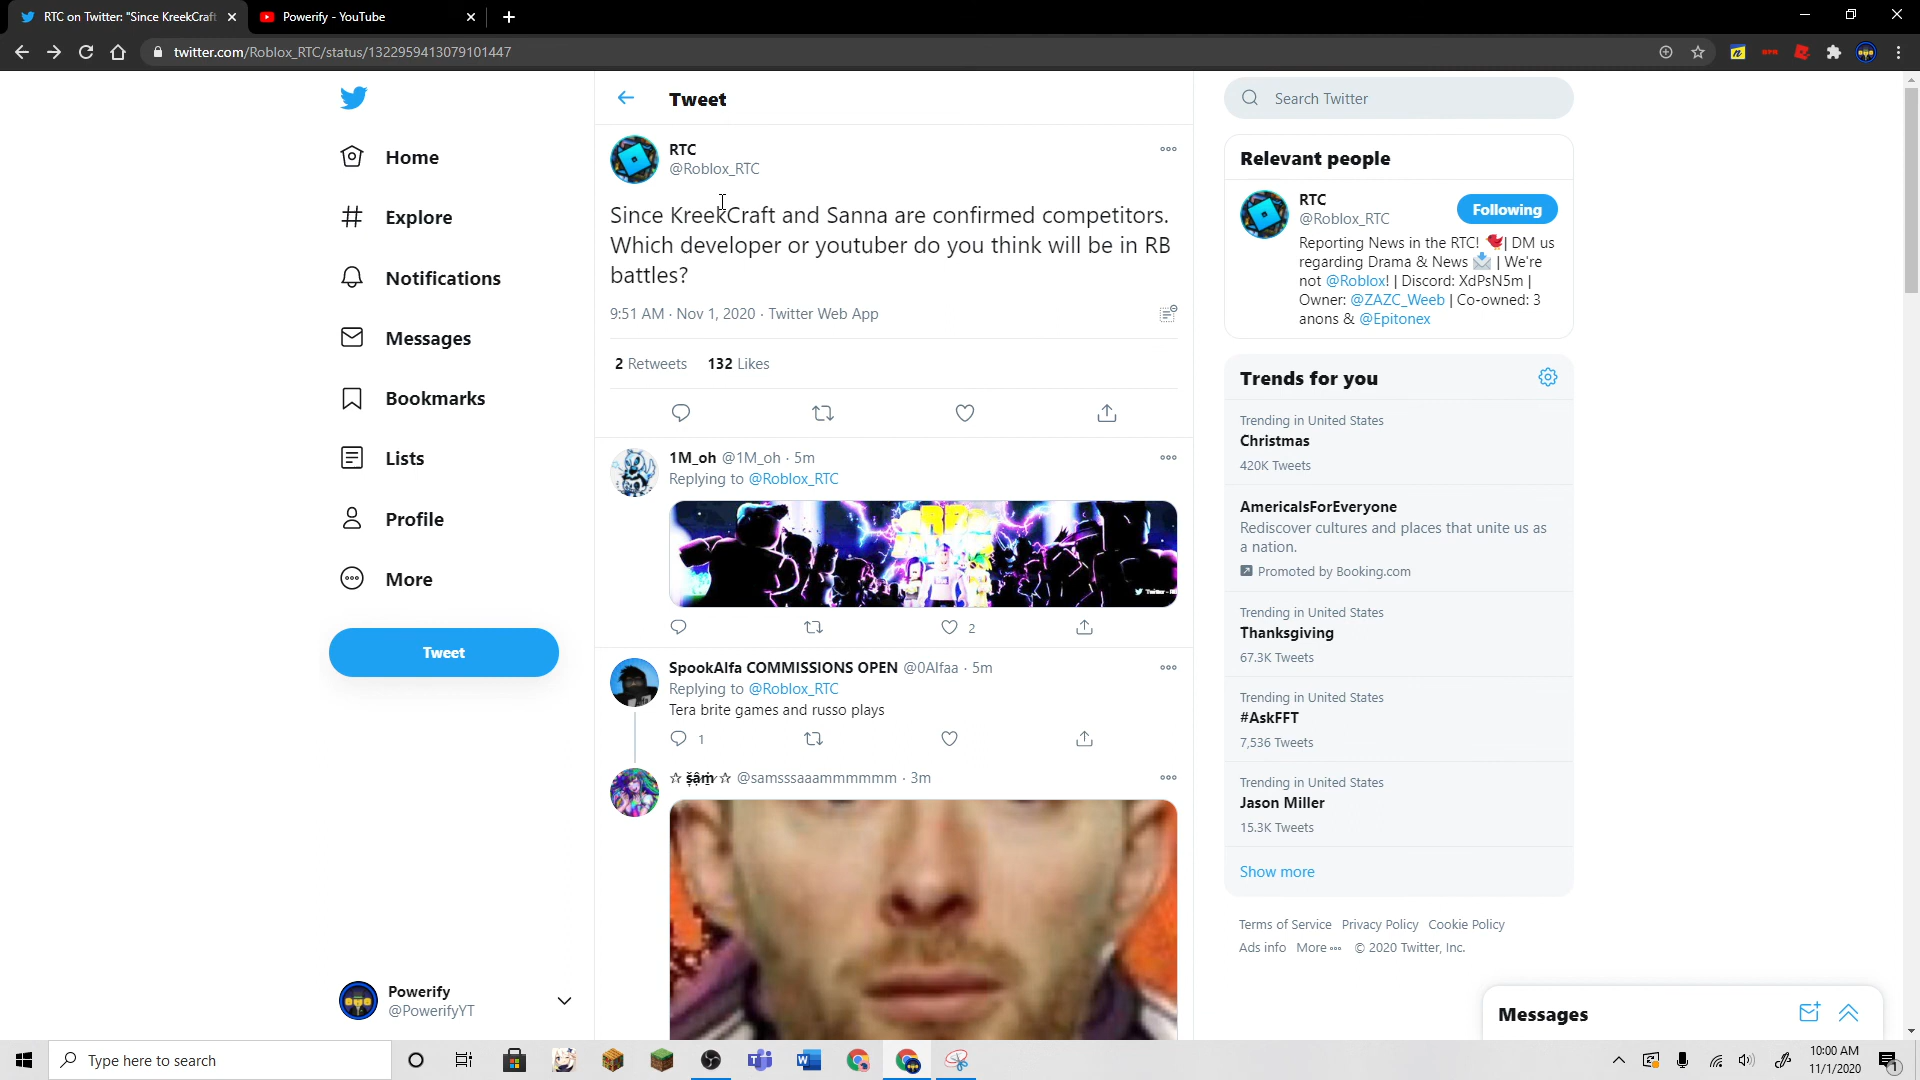 RTC on Twitter: "Since KreekCraft
Powerify - YouTube
twitter.com/Roblox_RTC/status/1322959413079101447
Home
Explore
Notifications
Messages
Bookmarks
Lists
Profile
More
Tweet
Powerify
@PowerifyYT
Tweet
RTC
@Roblox_RTC
Since KreekCraft and Sanna are confirmed competitors.
Which developer or youtuber do you think will be in RB
battles?
9:51 AM · Nov 1, 2020 · Twitter Web App
2 Retweets 132 Likes
1M_oh @1M_oh · 5m
Replying to @Roblox_RTC
2
SpookAlfa COMMISSIONS OPEN @0Alfaa · 5m
Replying to @Roblox_RTC
Tera brite games and russo plays
1
@samsssaaammmmmm · 3m
Search Twitter
Relevant people
RTC
@Roblox_RTC
Following
Reporting News in the RTC! | DM us
regarding Drama & News | We're
not @Roblox! | Discord: XdPsN5m |
Owner: @ZAZC_Weeb | Co-owned: 3
anons & @Epitonex
Trends for you
Trending in United States
Christmas
420K Tweets
AmericaIsForEveryone
Rediscover cultures and places that unite us as
a nation.
Promoted by Booking.com
Trending in United States
Thanksgiving
67.3K Tweets
Trending in United States
#AskFFT
7,536 Tweets
Trending in United States
Jason Miller
15.3K Tweets
Show more
Terms of Service Privacy Policy Cookie Policy
Ads info More © 2020 Twitter, Inc.
Messages
Type here to search
10:00 AM
11/1/2020
1